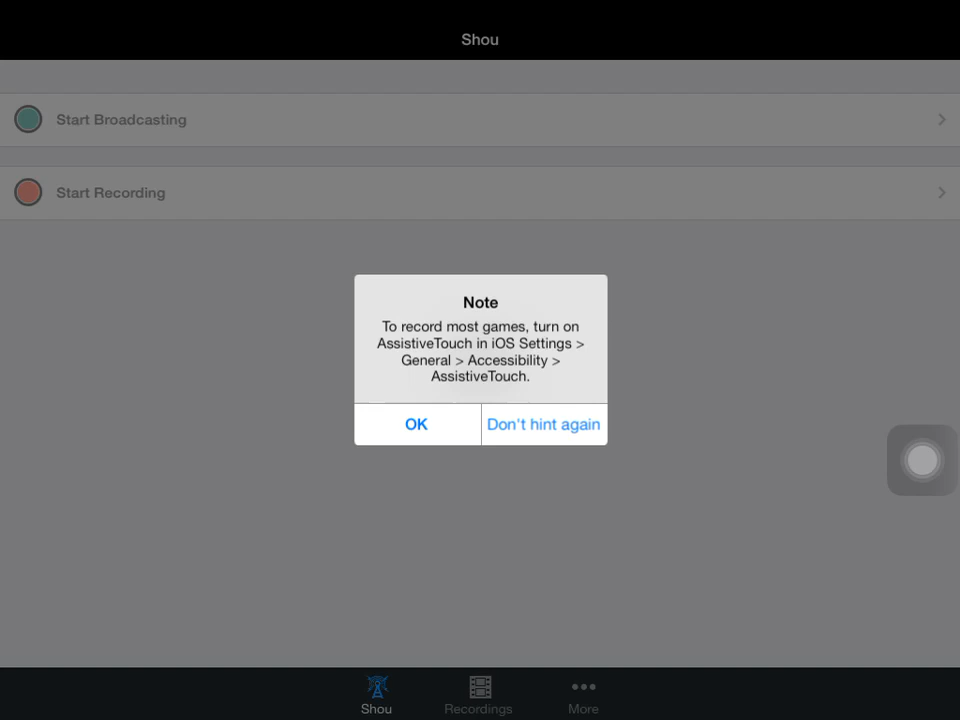 Shou
Start Broadcasting
Start Recording
Note
To record most games, turn on
AssistiveTouch in iOS Settings >
General > Accessibility >
AssistiveTouch.
OK
Don't hint again
Shou
Recordings
More